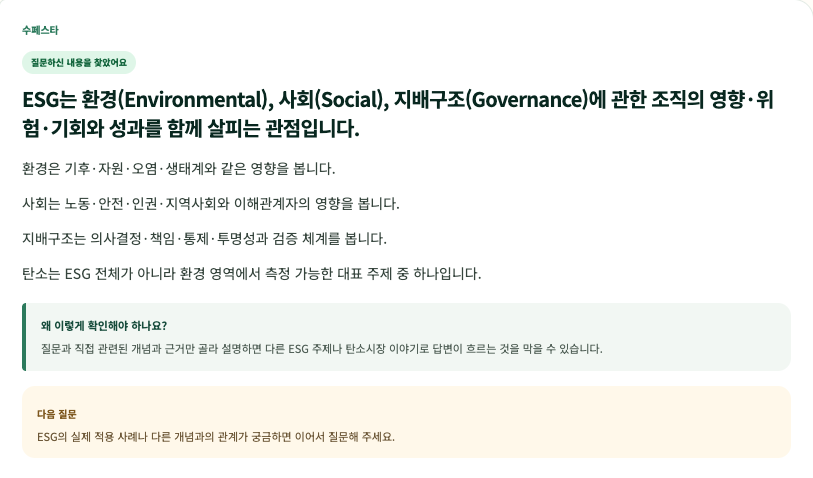 수페스타
질문하신 내용을 찾았어요
ESG는 환경(Environmental), 사회(Social), 지배구조(Governance)에 관한 조직의 영향·위
험·기회와 성과를 함께 살피는 관점입니다.
환경은 기후·자원·오염·생태계와 같은 영향을 봅니다.
사회는 노동·안전·인권·지역사회와 이해관계자의 영향을 봅니다.
지배구조는 의사결정·책임·통제·투명성과 검증 체계를 봅니다.
탄소는 ESG 전체가 아니라 환경 영역에서 측정 가능한 대표 주제 중 하나입니다.
왜 이렇게 확인해야 하나요?
질문과 직접 관련된 개념과 근거만 골라 설명하면 다른 ESG 주제나 탄소시장 이야기로 답변이 흐르는 것을 막을 수 있습니다.
다음 질문
ESG의 실제 적용 사례나 다른 개념과의 관계가 궁금하면 이어서 질문해 주세요.